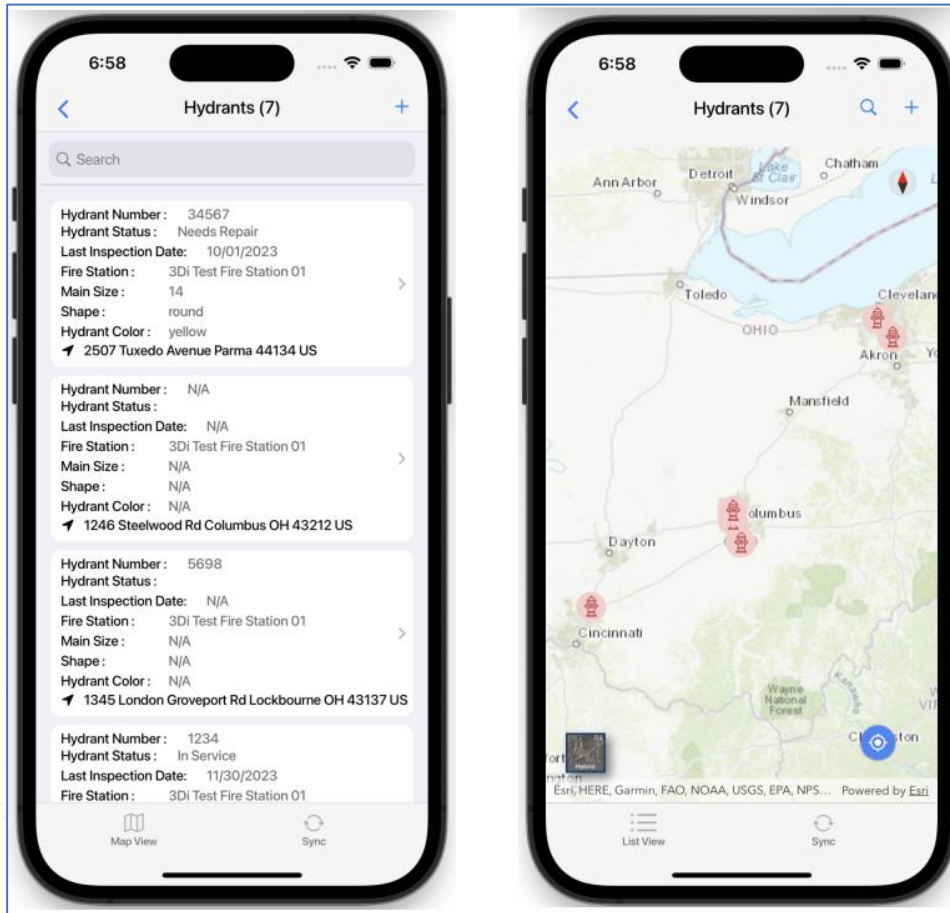 6:58
Hydrants (7)
Search
Hydrant Number : 34567
Hydrant Status : Needs Repair
Last Inspection Date: 10/01/2023
Fire Station : 3Di Test Fire Station 01
Main Size : 14
Shape : round
Hydrant Color : yellow
2507 Tuxedo Avenue Parma 44134 US
Hydrant Number : N/A
Hydrant Status :
Last Inspection Date: N/A
Fire Station : 3Di Test Fire Station 01
Main Size : N/A
Shape : N/A
Hydrant Color : N/A
1246 Steelwood Rd Columbus OH 43212 US
Hydrant Number : 5698
Hydrant Status :
Last Inspection Date: N/A
Fire Station : 3Di Test Fire Station 01
Main Size : N/A
Shape : N/A
Hydrant Color : N/A
1345 London Groveport Rd Lockbourne OH 43137 US
Hydrant Number : 1234
Hydrant Status : In Service
Last Inspection Date: 11/30/2023
Fire Station : 3Di Test Fire Station 01
Map View
Sync
6:58
Hydrants (7)
Chatham
Detroit
Lake
St Clair
Ann Arbor
Windsor
Toledo
Clevelan
OHIO
Akron
Yo
Mansfield
olumbus
Dayton
Cincinnati
Wayne
National
Forest
Kanawha
VIR
ston
Hybrid
Esri, HERE, Garmin, FAO, NOAA, USGS, EPA, NPS... Powered by Esri
List View
Sync